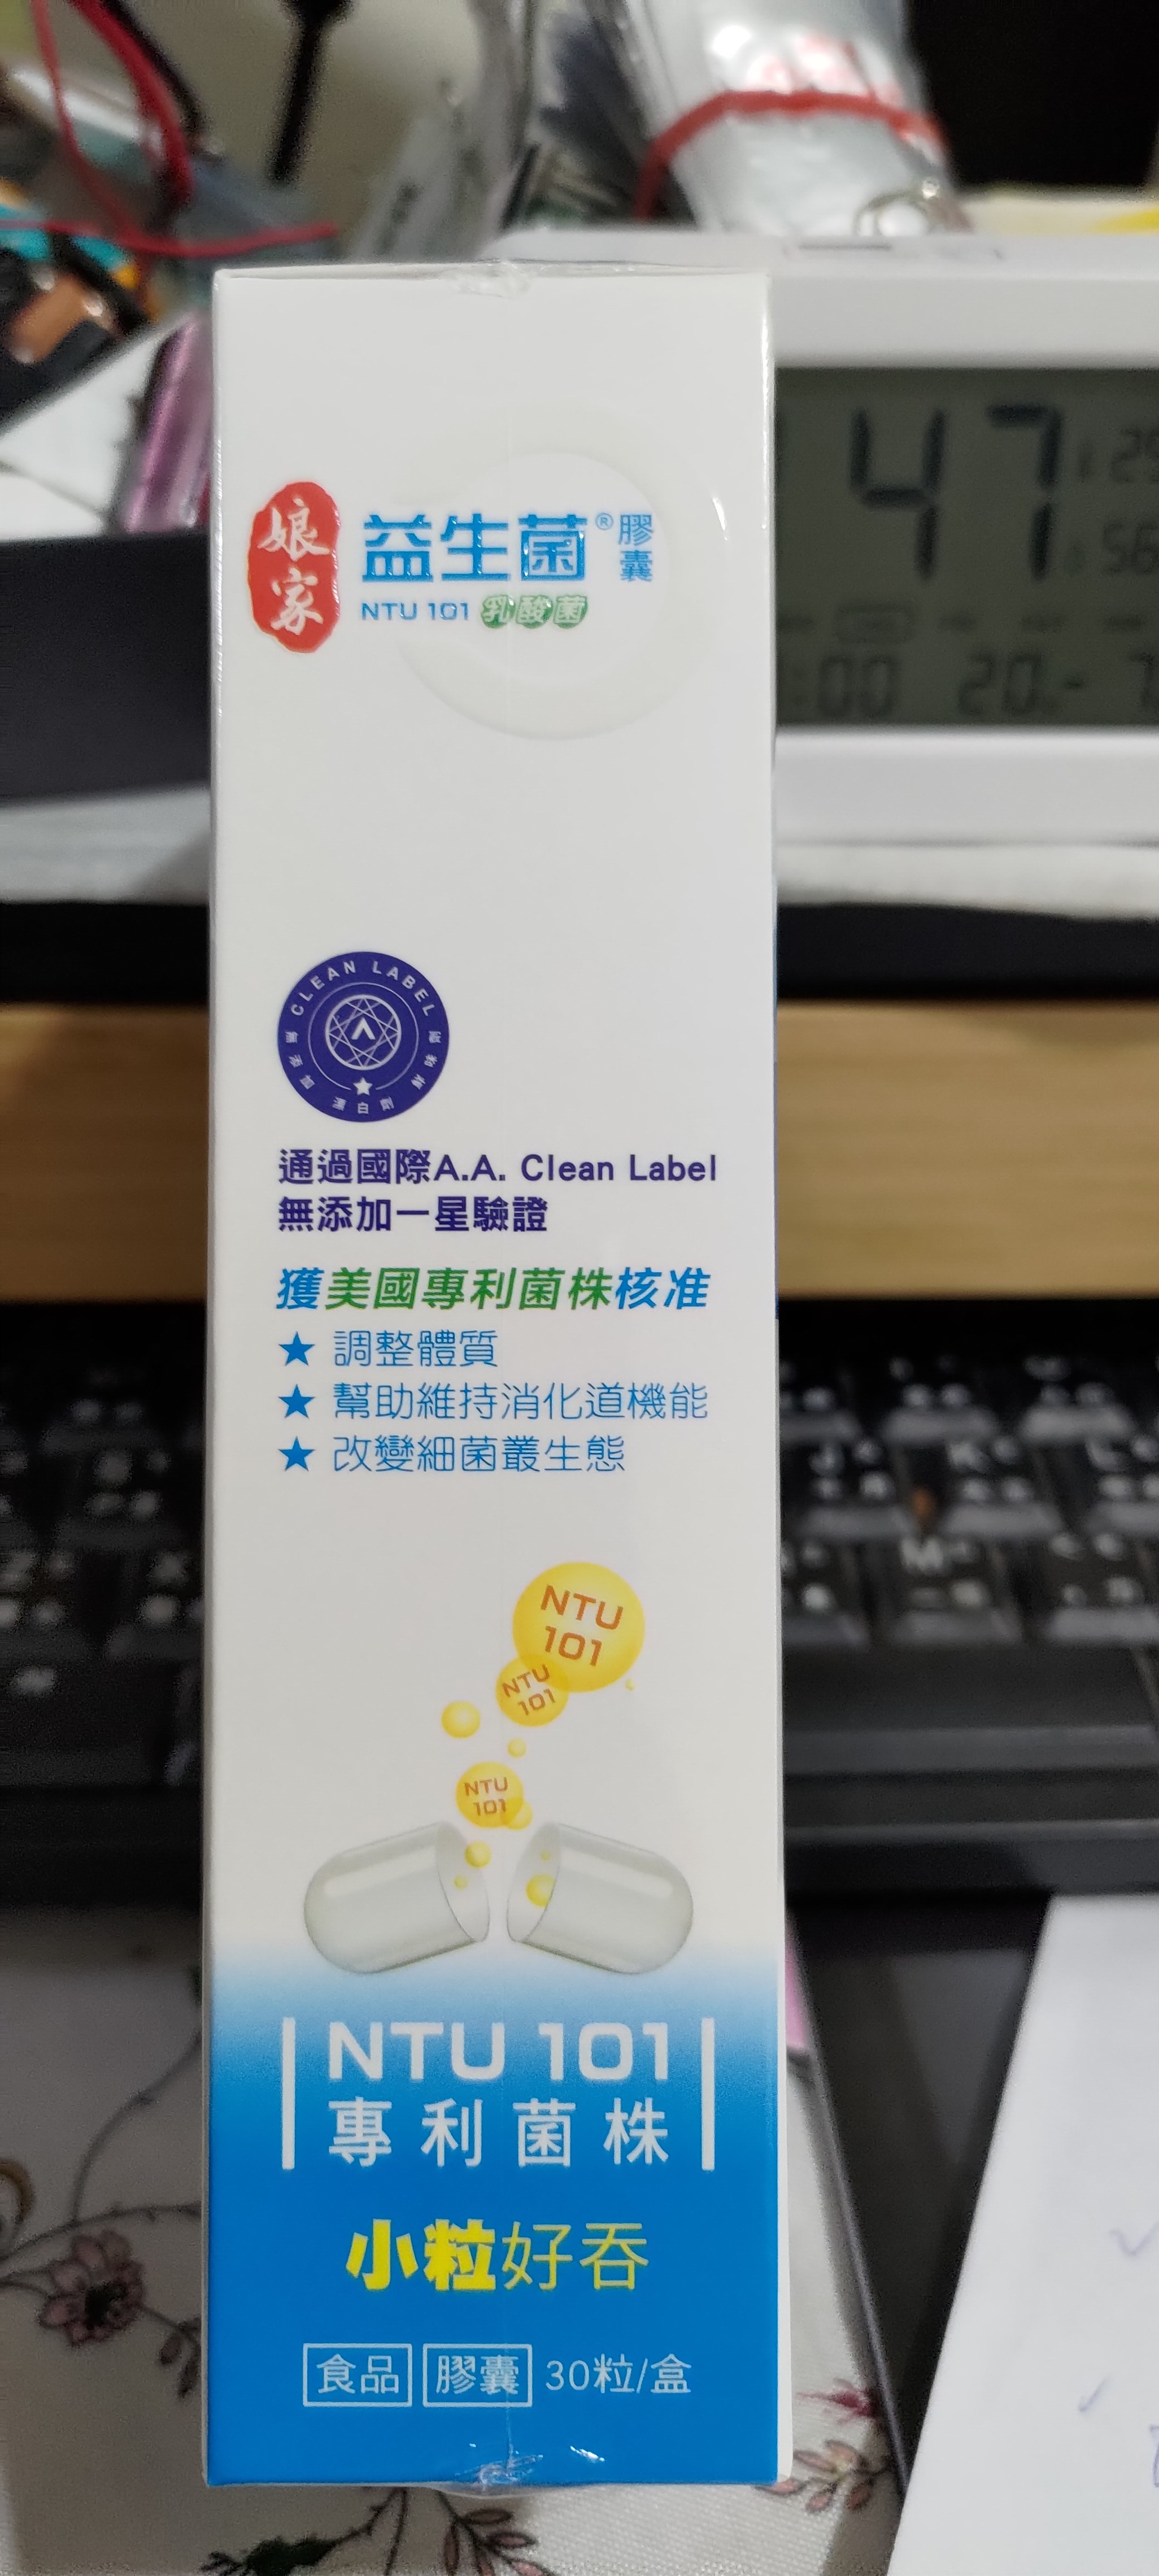 娘家
益生菌®膠囊
NTU 101 乳酸菌
CLEAN LABEL
通過國際A.A. Clean Label
無添加一星驗證
獲美國專利菌株核准
★ 調整體質
★ 幫助維持消化道機能
★ 改變細菌叢生態
NTU
101
NTU
101
NTU
101
NTU 101
專利菌株
小粒好吞
食品 膠囊 30粒/盒
47
:00
20
Z
X
M